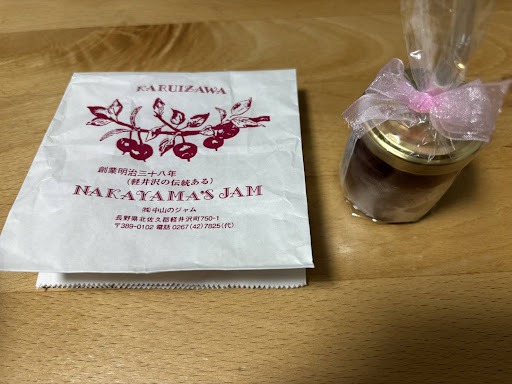 KARUIZAWA
創業明治三十八年
(軽井沢の伝統ある)
NAKAYAMA'S JAM
㈲中山のジャム
長野県北佐久郡軽井沢町750-1
〒389-0102 電話 0267(42)7825(代)